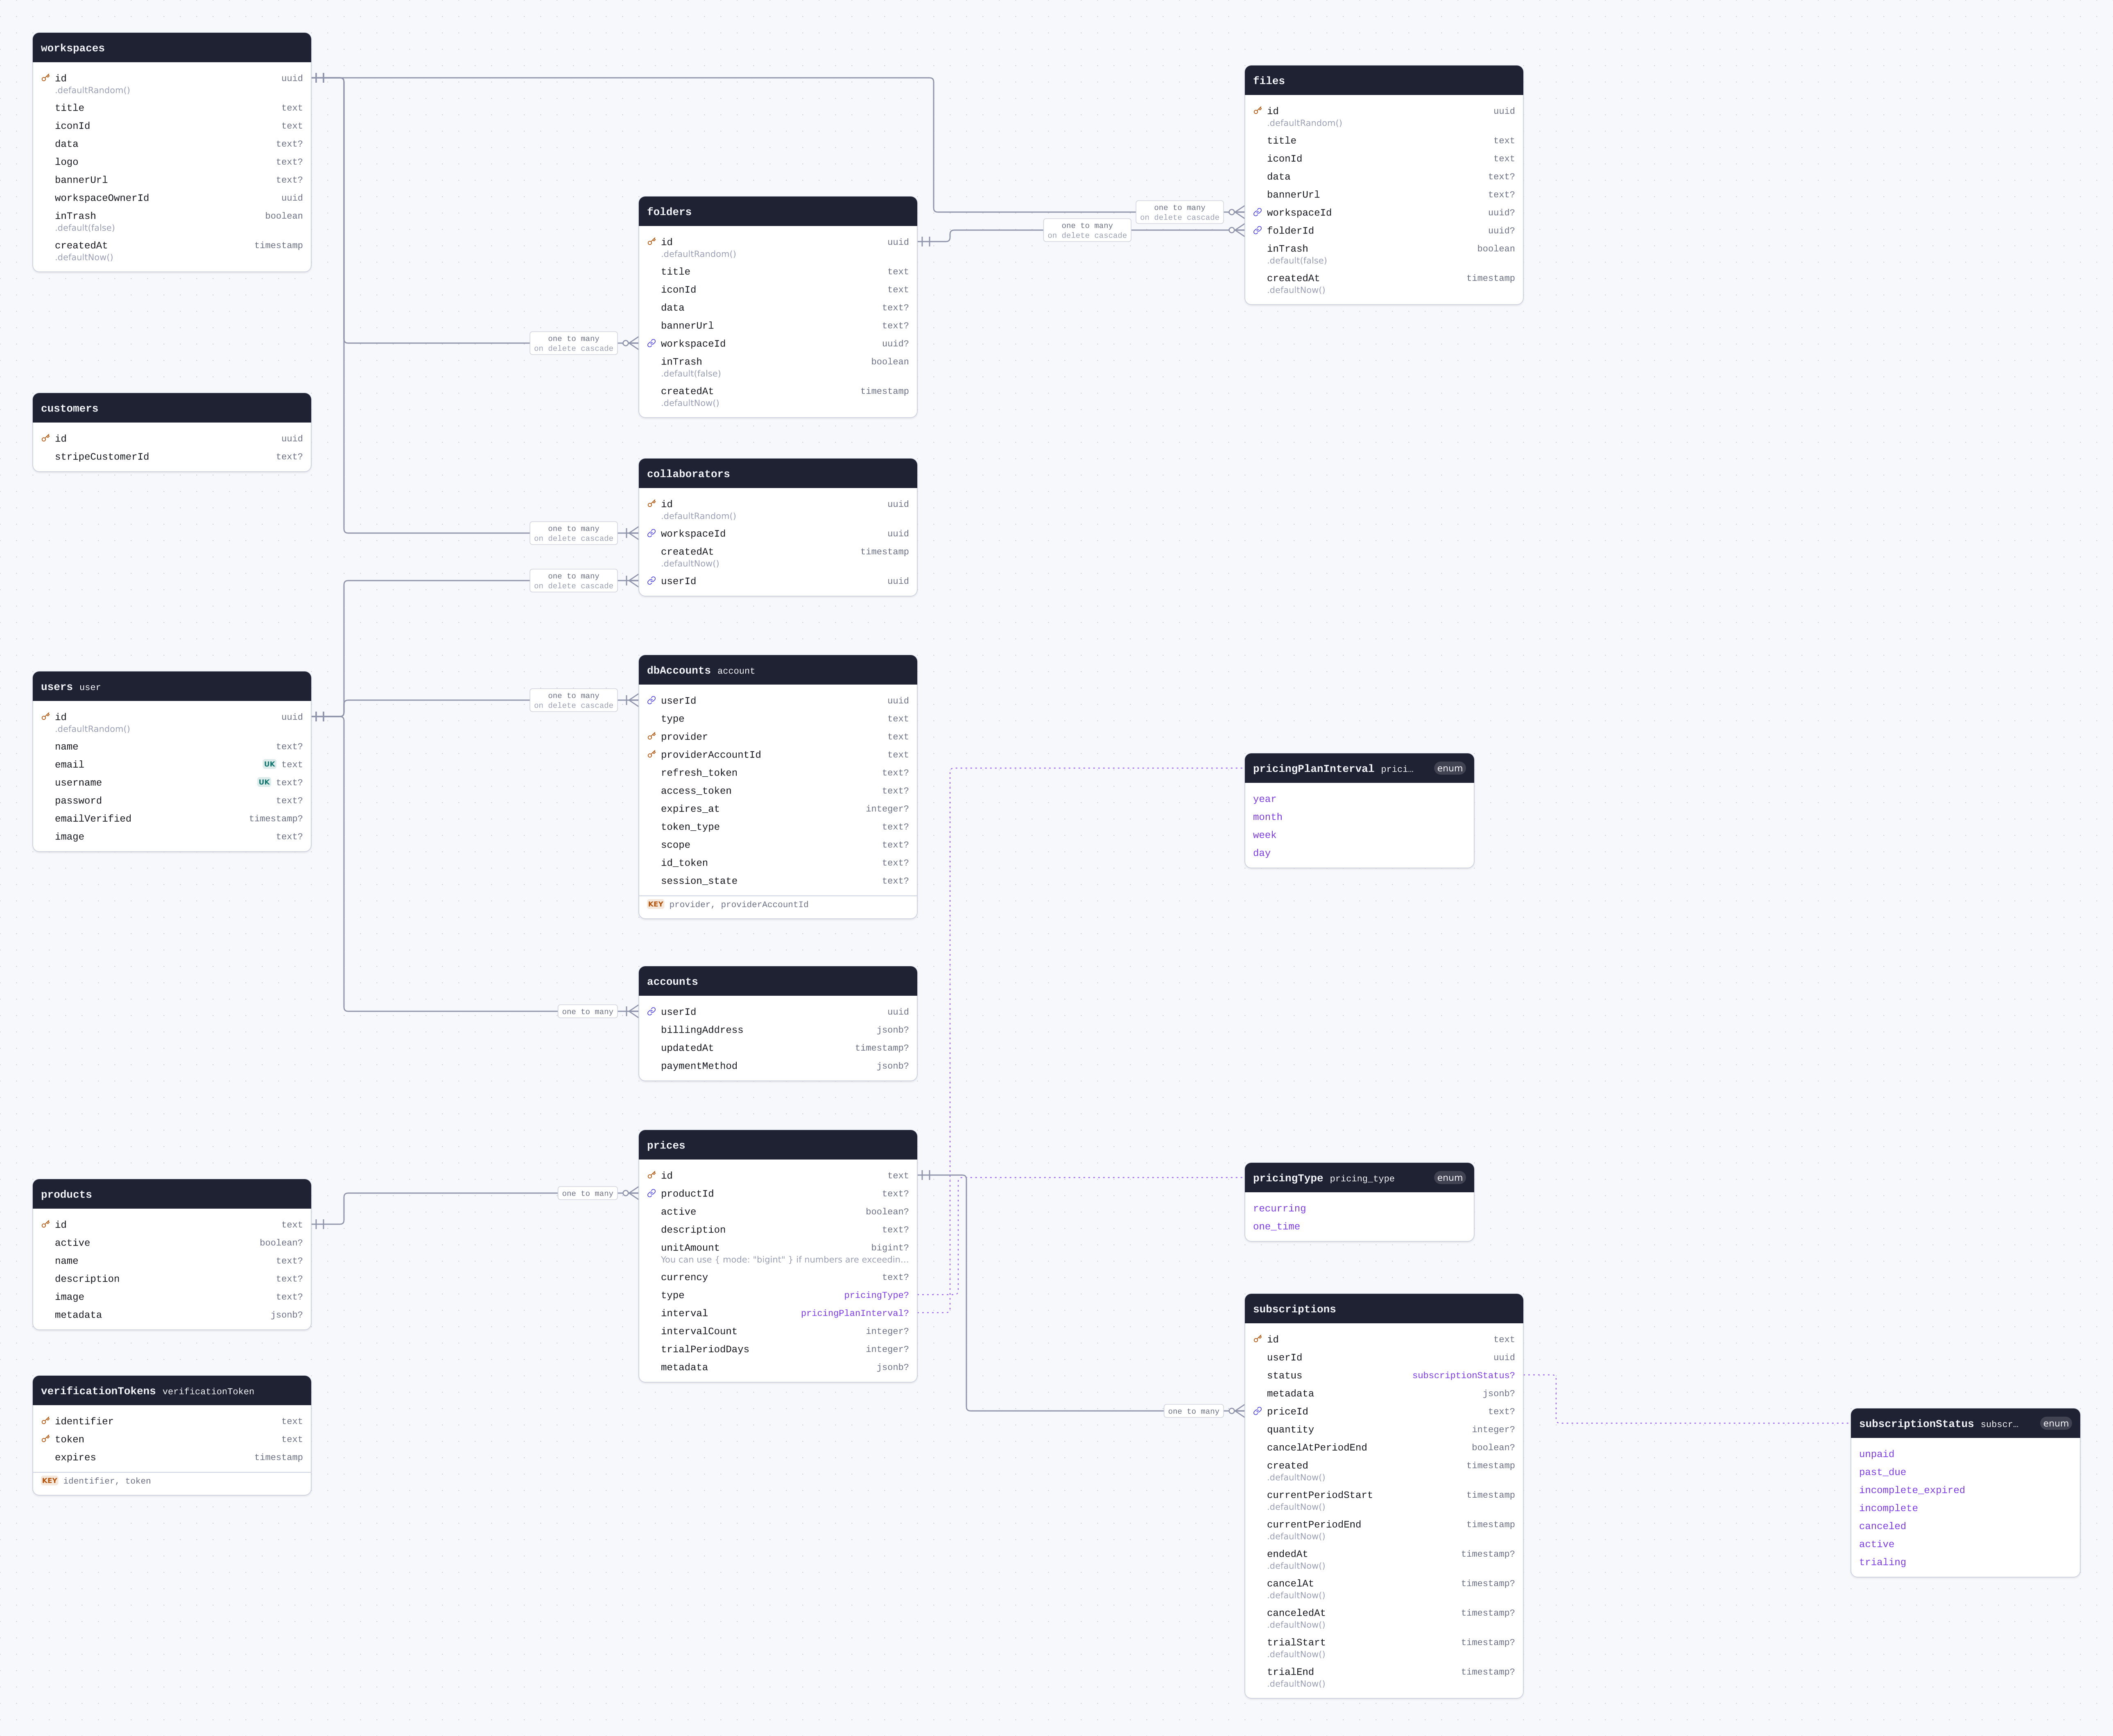 workspaces
id uuid
.defaultRandom()
title text
iconId text
data text?
logo text?
bannerUrl text?
workspaceOwnerId uuid
inTrash boolean
.default(false)
createdAt timestamp
.defaultNow()
files
id uuid
.defaultRandom()
title text
iconId text
data text?
bannerUrl text?
workspaceId uuid?
folderId uuid?
inTrash boolean
.default(false)
createdAt timestamp
.defaultNow()
one to many
on delete cascade
one to many
on delete cascade
folders
id uuid
.defaultRandom()
title text
iconId text
data text?
bannerUrl text?
workspaceId uuid?
inTrash boolean
.default(false)
createdAt timestamp
.defaultNow()
one to many
on delete cascade
customers
id uuid
stripeCustomerId text?
collaborators
id uuid
.defaultRandom()
workspaceId uuid
createdAt timestamp
.defaultNow()
userId uuid
one to many
on delete cascade
one to many
on delete cascade
users user
id uuid
.defaultRandom()
name text?
email UK text
username UK text?
password text?
emailVerified timestamp?
image text?
one to many
on delete cascade
dbAccounts account
userId uuid
type text
provider text
providerAccountId text
refresh_token text?
access_token text?
expires_at integer?
token_type text?
scope text?
id_token text?
session_state text?
KEY provider, providerAccountId
pricingPlanInterval prici… enum
year
month
week
day
one to many
accounts
userId uuid
billingAddress jsonb?
updatedAt timestamp?
paymentMethod jsonb?
products
id text
active boolean?
name text?
description text?
image text?
metadata jsonb?
one to many
prices
id text
productId text?
active boolean?
description text?
unitAmount bigint?
You can use { mode: "bigint" } if numbers are exceedin…
currency text?
type pricingType?
interval pricingPlanInterval?
intervalCount integer?
trialPeriodDays integer?
metadata jsonb?
pricingType pricing_type enum
recurring
one_time
one to many
subscriptions
id text
userId uuid
status subscriptionStatus?
metadata jsonb?
priceId text?
quantity integer?
cancelAtPeriodEnd boolean?
created timestamp
.defaultNow()
currentPeriodStart timestamp
.defaultNow()
currentPeriodEnd timestamp
.defaultNow()
endedAt timestamp?
.defaultNow()
cancelAt timestamp?
.defaultNow()
canceledAt timestamp?
.defaultNow()
trialStart timestamp?
.defaultNow()
trialEnd timestamp?
.defaultNow()
verificationTokens verificationToken
identifier text
token text
expires timestamp
KEY identifier, token
subscriptionStatus subscr… enum
unpaid
past_due
incomplete_expired
incomplete
canceled
active
trialing